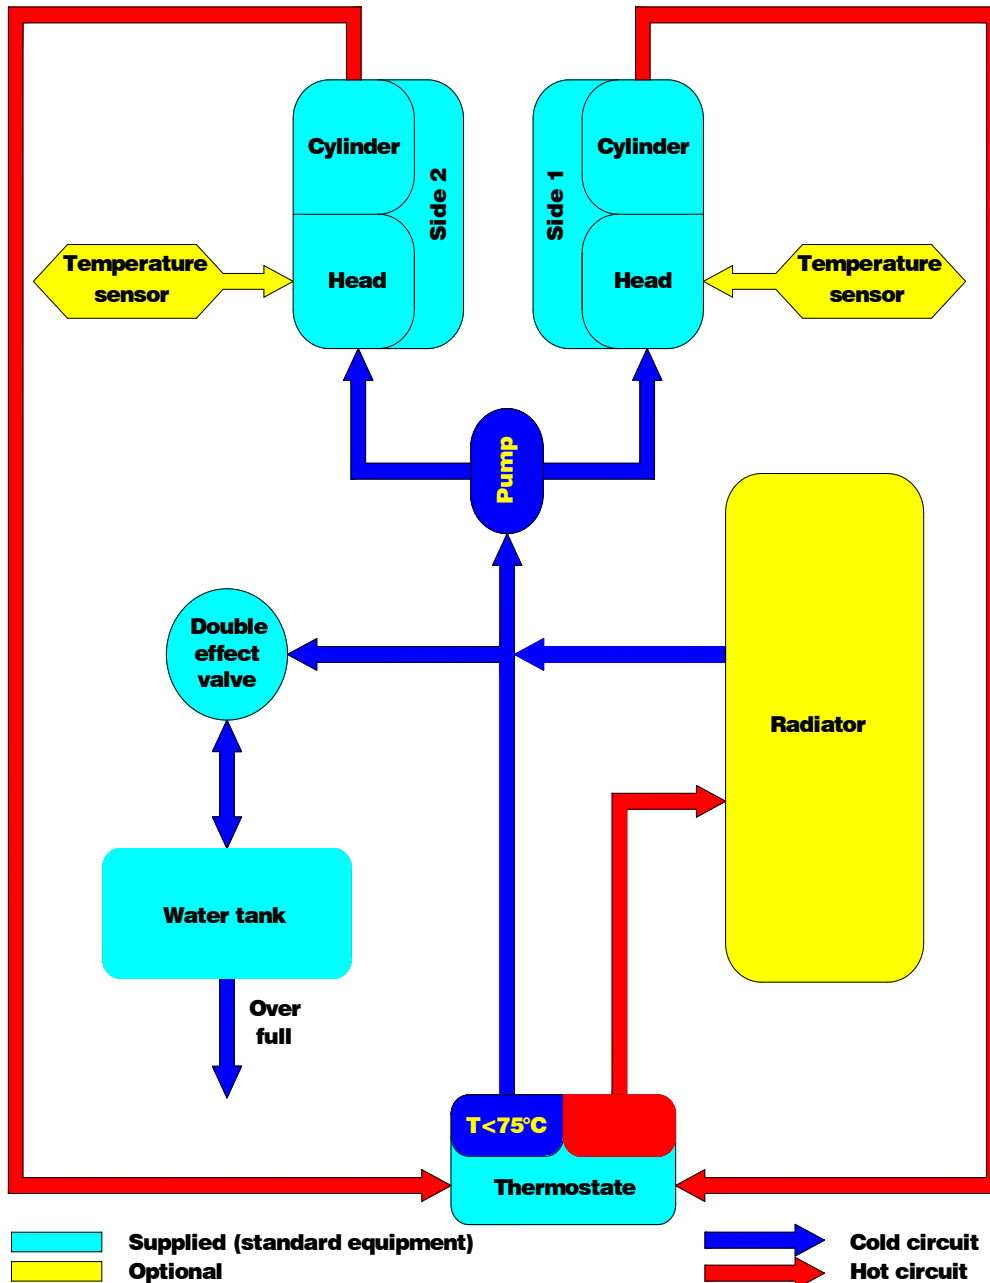 Cylinder
Side 2
Head
Cylinder
Side 1
Head
Temperature
sensor
Temperature
sensor
Pump
Double
effect
valve
Radiator
Water tank
Over
full
T<75°C
Thermostate
Supplied (standard equipment)
Optional
Cold circuit
Hot circuit